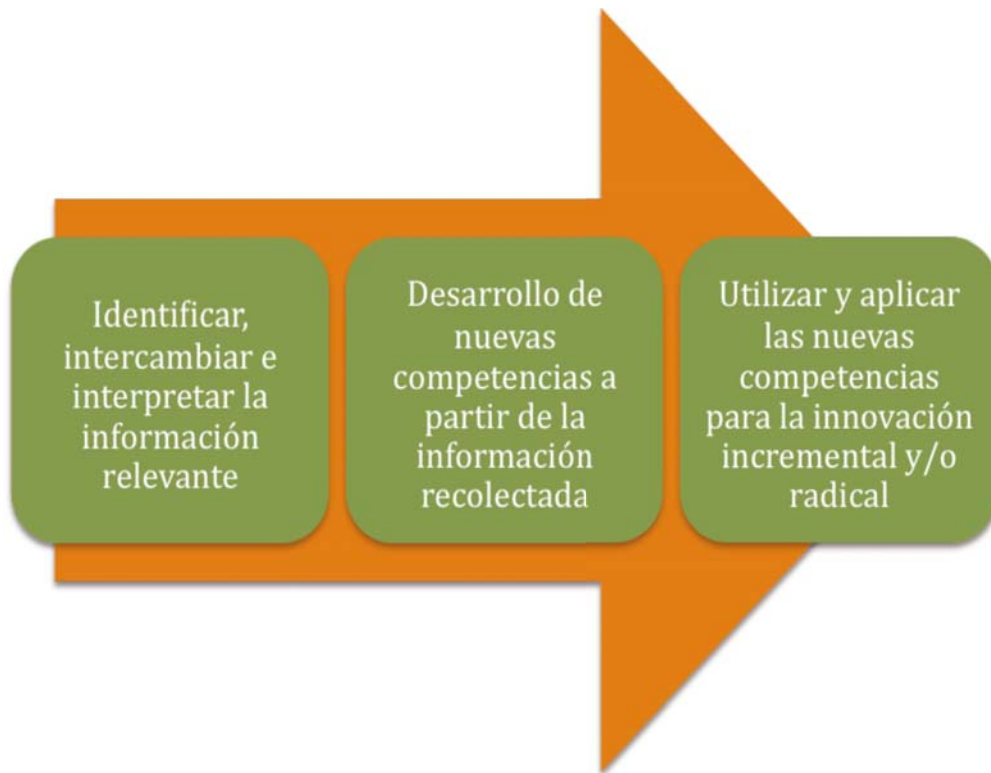 Identificar,
intercambiar e
interpretar la
información
relevante
Desarrollo de
nuevas
competencias a
partir de la
información
recolectada
Utilizar y aplicar
las nuevas
competencias
para la innovación
incremental y/o
radical